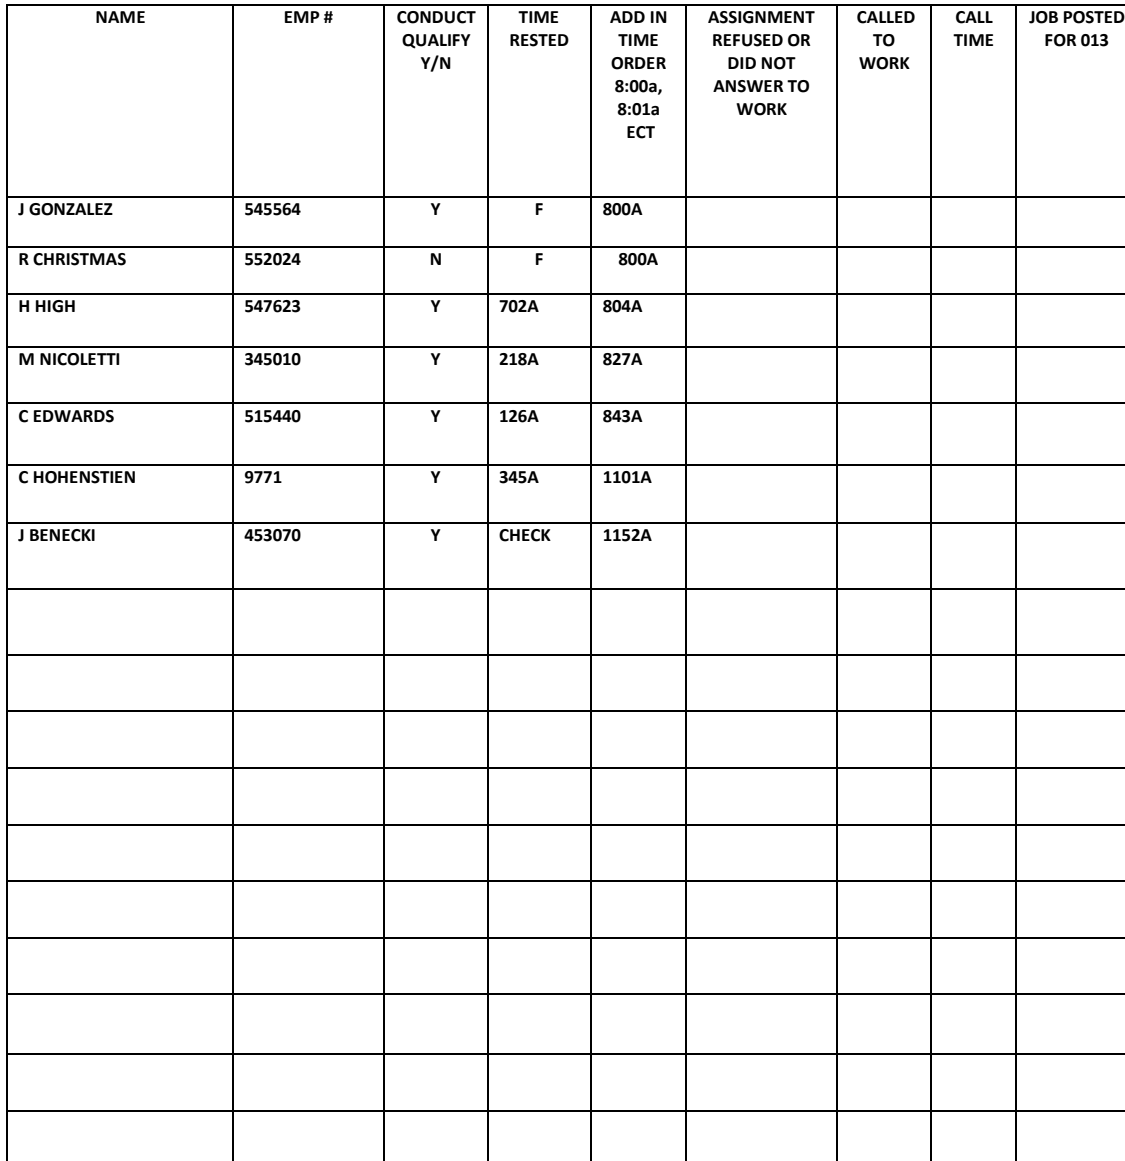 NAME
EMP #
CONDUCT
QUALIFY
Y/N
TIME
RESTED
ADD IN
TIME
ORDER
8:00a,
8:01a
ECT
ASSIGNMENT
REFUSED OR
DID NOT
ANSWER TO
WORK
CALLED
TO
WORK
CALL
TIME
JOB POSTED
FOR 013
J GONZALEZ 545564 Y F 800A
R CHRISTMAS 552024 N F 800A
H HIGH 547623 Y 702A 804A
M NICOLETTI 345010 Y 218A 827A
C EDWARDS 515440 Y 126A 843A
C HOHENSTIEN 9771 Y 345A 1101A
J BENECKI 453070 Y CHECK 1152A